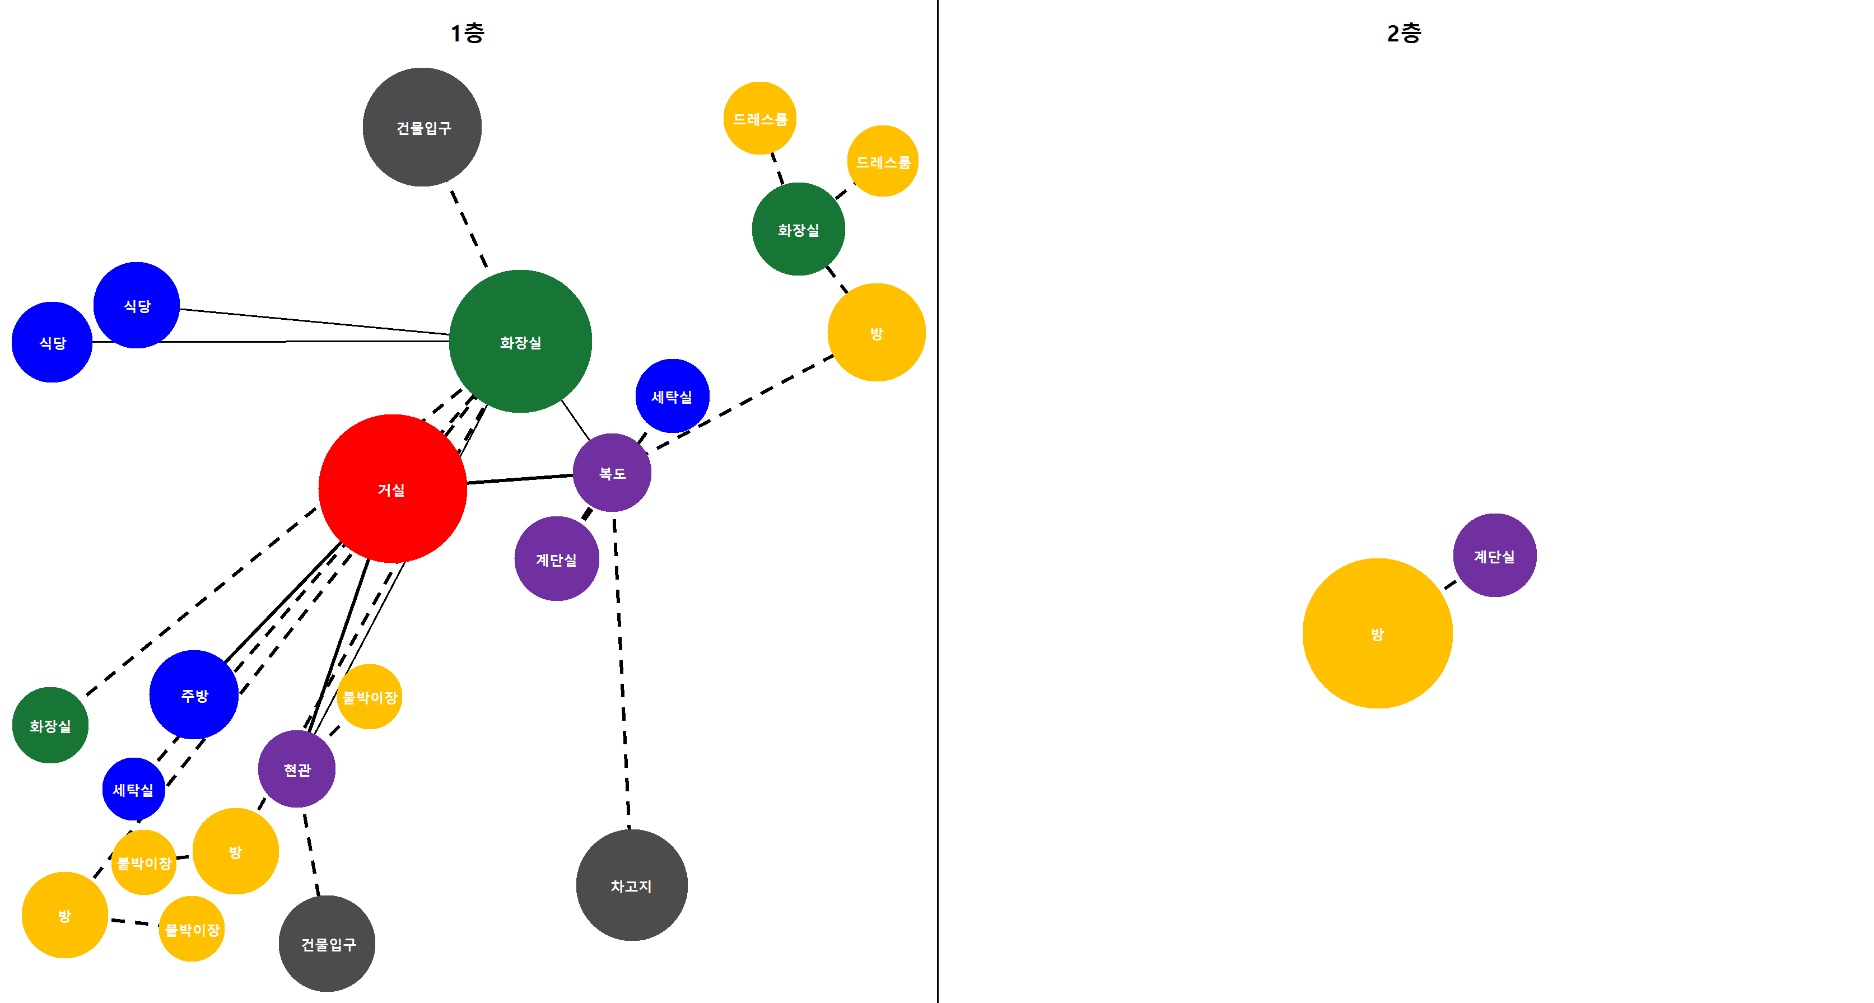 1층
건물입구
드레스룸
드레스룸
화장실
식당
식당
화장실
방
세탁실
거실
복도
계단실
주방
붙박이장
화장실
현관
세탁실
방
붙박이장
차고지
방
붙박이장
건물입구
2층
계단실
방